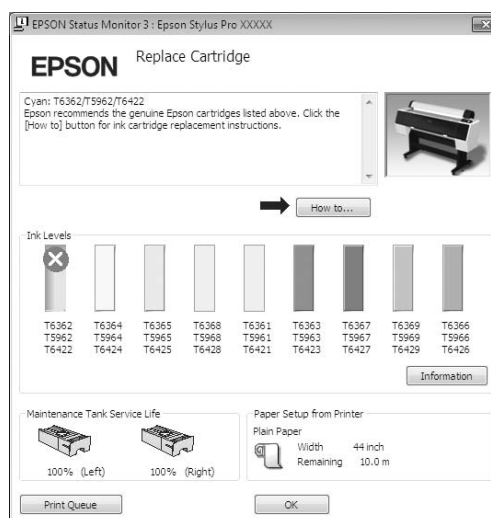 EPSON Status Monitor 3 : Epson Stylus Pro XXXXX
EPSON
Replace Cartridge
Cyan: T6362/T5962/T6422
Epson recommends the genuine Epson cartridges listed above. Click the
[How to] button for ink cartridge replacement instructions.
How to...
Ink Levels
T6362 T6364 T6365 T6368 T6361 T6363 T6367 T6369 T6366
T5962 T5964 T5965 T5968 T5961 T5963 T5967 T5969 T5966
T6422 T6424 T6425 T6428 T6421 T6423 T6427 T6429 T6426
Information
Maintenance Tank Service Life
100% (Left) 100% (Right)
Paper Setup from Printer
Plain Paper
Width 44 inch
Remaining 10.0 m
Print Queue
OK